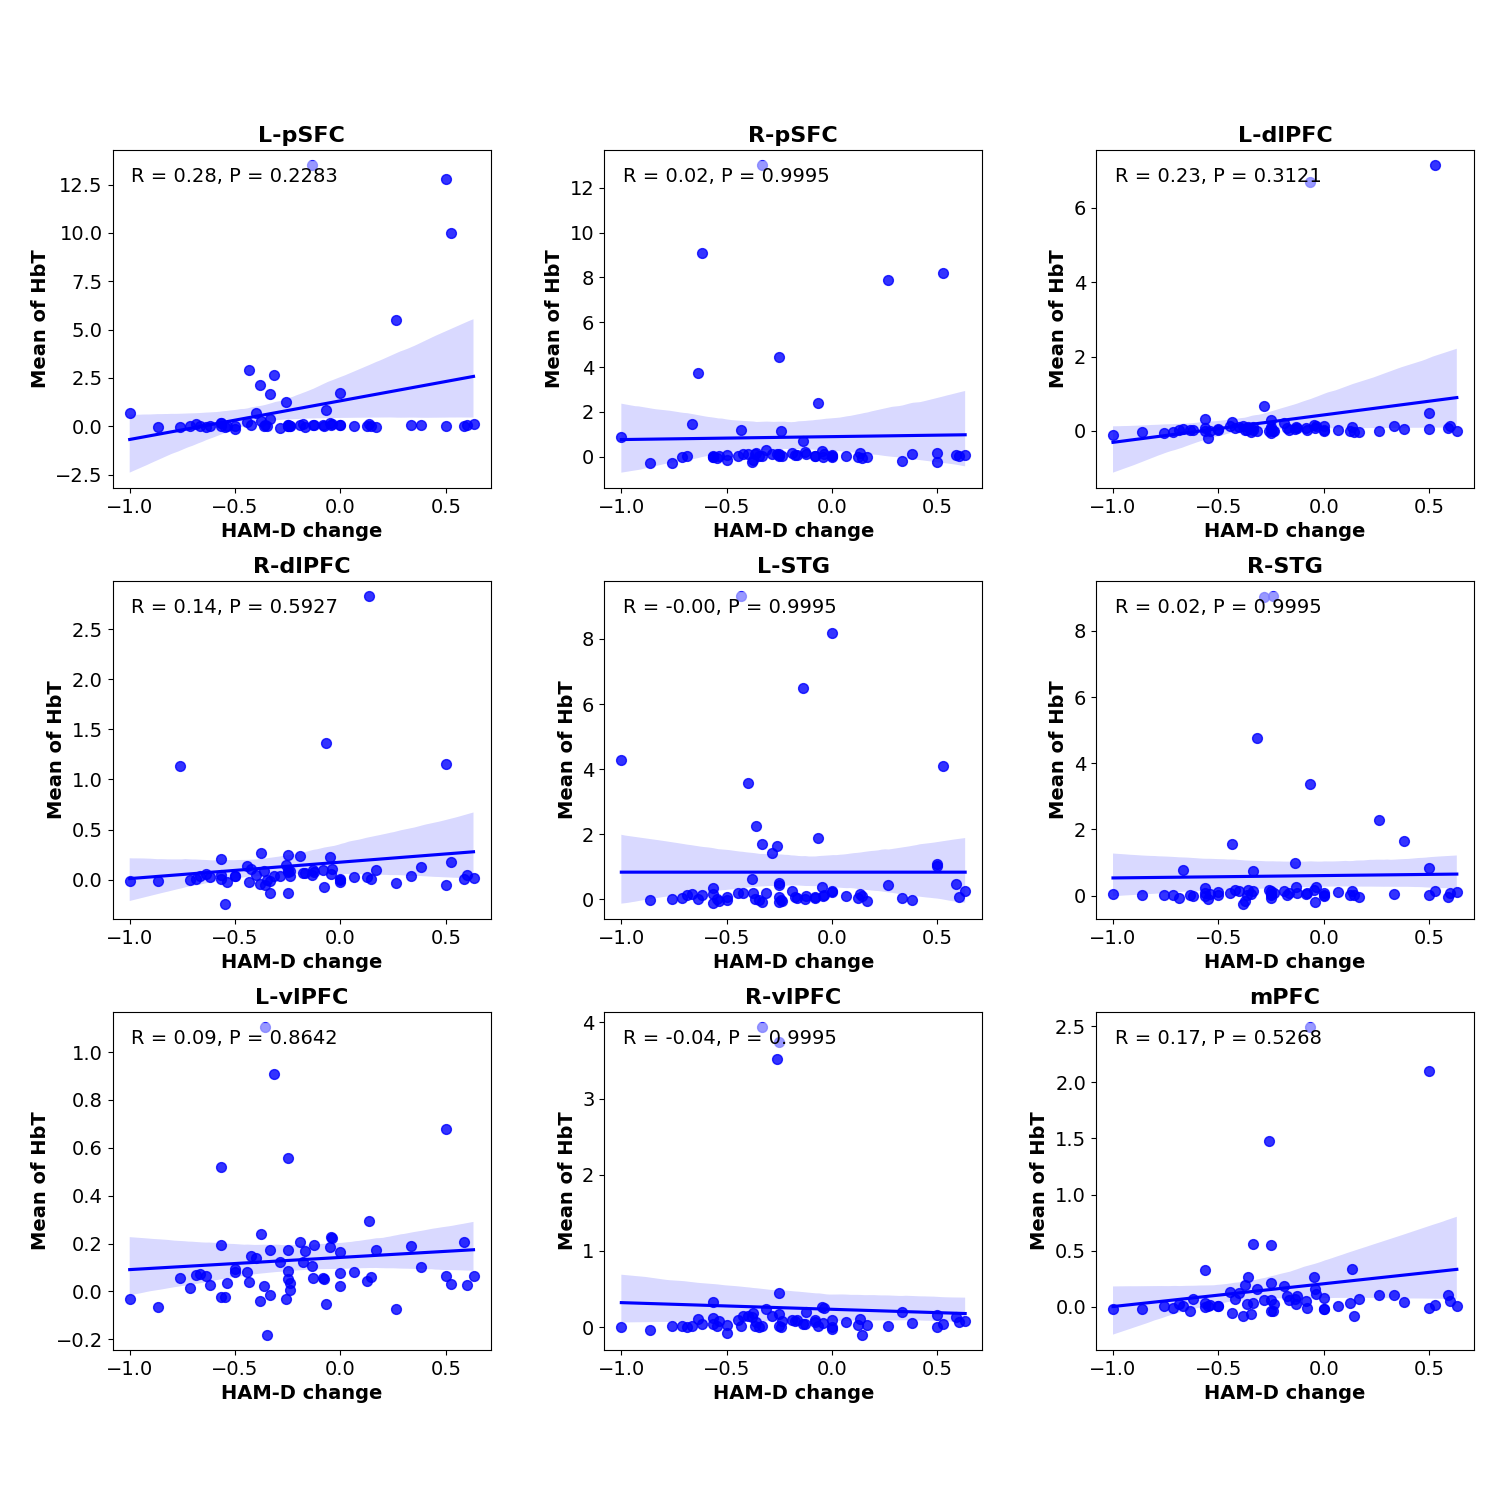 L-pSFC
R = 0.28, P = 0.2283
Mean of HbT
12.5
10.0
7.5
5.0
2.5
0.0
−2.5
−1.0 −0.5 0.0 0.5
HAM-D change
R-pSFC
R = 0.02, P = 0.9995
Mean of HbT
12
10
8
6
4
2
0
−1.0 −0.5 0.0 0.5
HAM-D change
L-dlPFC
R = 0.23, P = 0.3121
Mean of HbT
6
4
2
0
−1.0 −0.5 0.0 0.5
HAM-D change
R-dlPFC
R = 0.14, P = 0.5927
Mean of HbT
2.5
2.0
1.5
1.0
0.5
0.0
−1.0 −0.5 0.0 0.5
HAM-D change
L-STG
R = -0.00, P = 0.9995
Mean of HbT
8
6
4
2
0
−1.0 −0.5 0.0 0.5
HAM-D change
R-STG
R = 0.02, P = 0.9995
Mean of HbT
8
6
4
2
0
−1.0 −0.5 0.0 0.5
HAM-D change
L-vlPFC
R = 0.09, P = 0.8642
Mean of HbT
1.0
0.8
0.6
0.4
0.2
0.0
−0.2
−1.0 −0.5 0.0 0.5
HAM-D change
R-vlPFC
R = -0.04, P = 0.9995
Mean of HbT
4
3
2
1
0
−1.0 −0.5 0.0 0.5
HAM-D change
mPFC
R = 0.17, P = 0.5268
Mean of HbT
2.5
2.0
1.5
1.0
0.5
0.0
−1.0 −0.5 0.0 0.5
HAM-D change